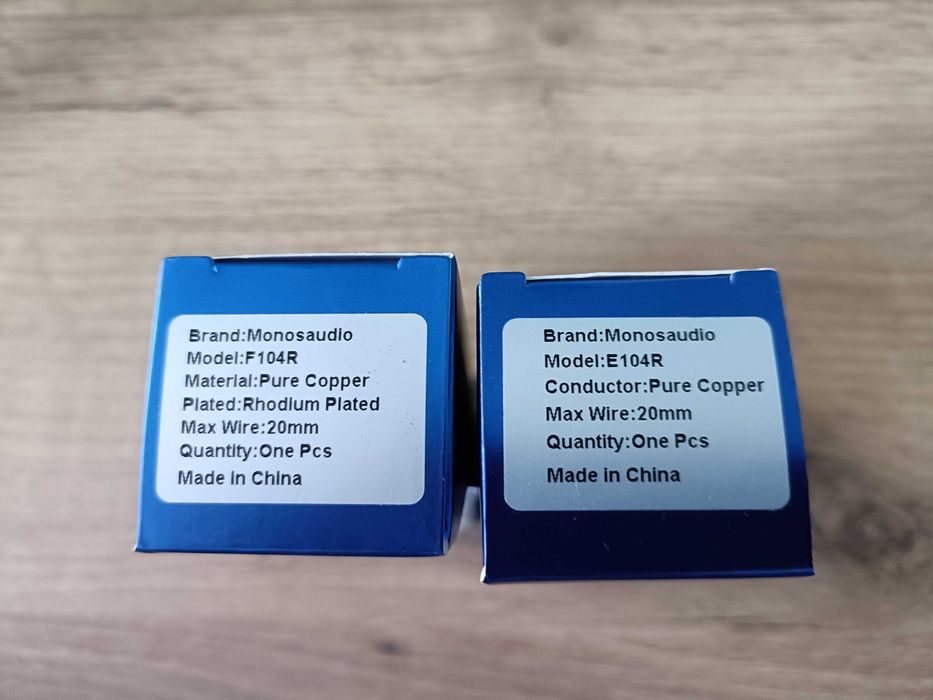 Brand:Monosaudio
Model:F104R
Material:Pure Copper
Plated:Rhodium Plated
Max Wire:20mm
Quantity:One Pcs
Made in China
Brand:Monosaudio
Model:E104R
Conductor:Pure Copper
Max Wire:20mm
Quantity:One Pcs
Made in China